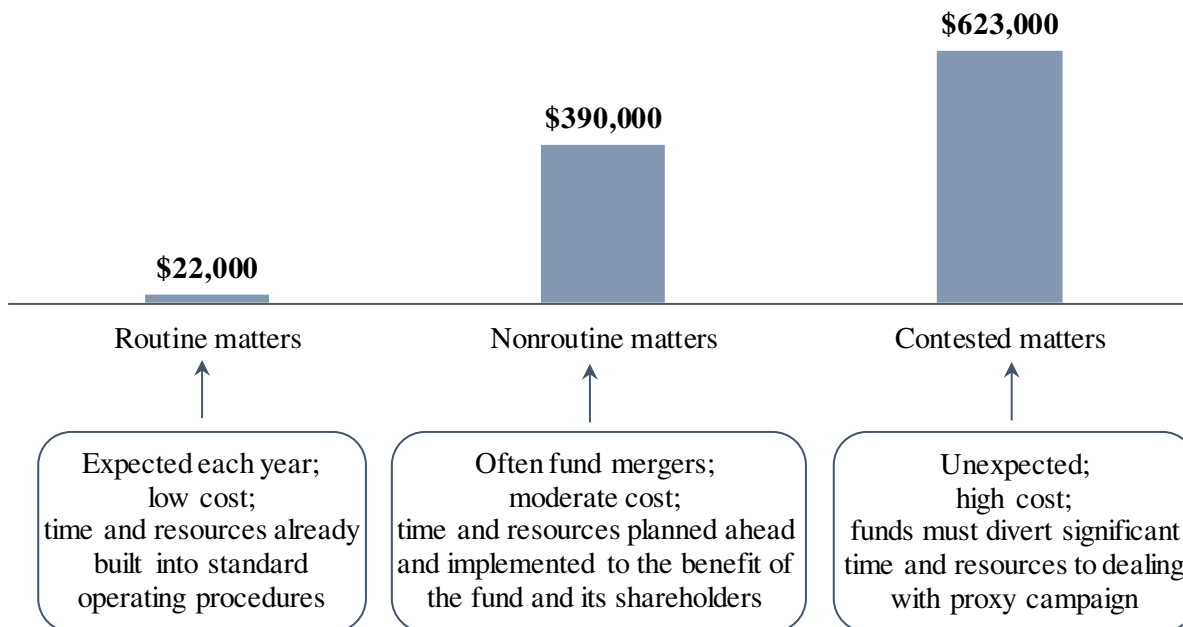 $623,000
$390,000
$22,000
Routine matters
Nonroutine matters
Contested matters
Expected each year;
low cost;
time and resources already
built into standard
operating procedures
Often fund mergers;
moderate cost;
time and resources planned ahead
and implemented to the benefit of
the fund and its shareholders
Unexpected;
high cost;
funds must divert significant
time and resources to dealing
with proxy campaign